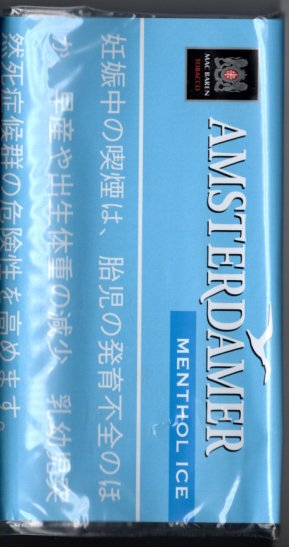 MAC BAREN
TOBACCO
AMSTERDAMER
MENTHOL ICE
妊娠中の喫煙は、胎児の発育不全のほ
か、早産や出生体重の減少、乳幼児突
然死症候群の危険性を高めます。